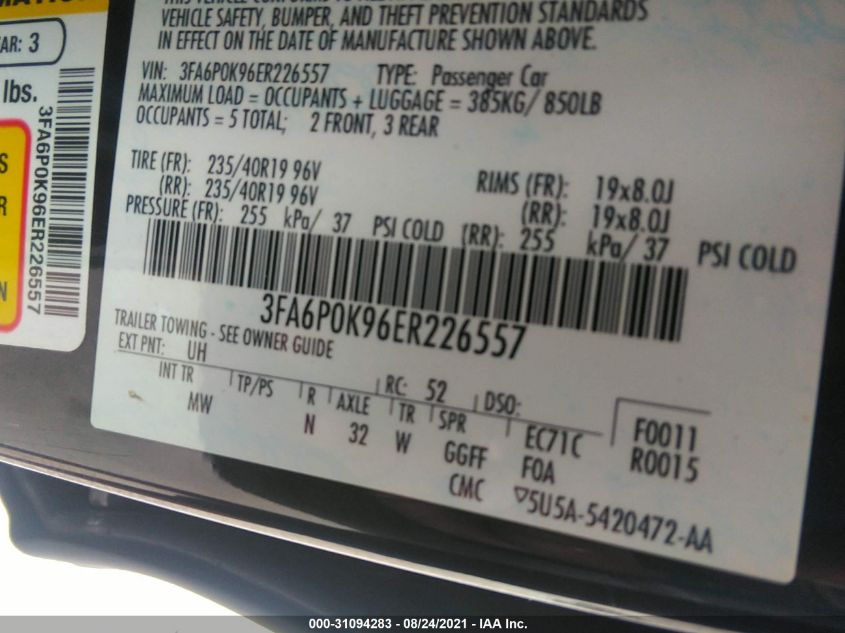 VEHICLE SAFETY, BUMPER, AND THEFT PREVENTION STANDARDS
IN EFFECT ON THE DATE OF MANUFACTURE SHOWN ABOVE.
VIN: 3FA6P0K96ER226557 TYPE: Passenger Car
MAXIMUM LOAD = OCCUPANTS + LUGGAGE = 385KG/ 850LB
OCCUPANTS = 5 TOTAL; 2 FRONT, 3 REAR
TIRE (FR): 235/40R19 96V RIMS (FR): 19x8.0J
(RR): 235/40R19 96V (RR): 19x8.0J
PRESSURE (FR): 255 kPa/ 37 PSI COLD (RR): 255 kPa/ 37 PSI COLD
3FA6P0K96ER226557
TRAILER TOWING - SEE OWNER GUIDE
EXT PNT: UH RC: 52 DSO:
INT TR TP/PS R AXLE TR SPR EC71C F0011
MW N 32 W GGFF F0A R0015
CMC 5U5A-5420472-AA
AR: 3
lbs.
3FA6P0K96ER226557
000-31094283 - 08/24/2021 - IAA Inc.